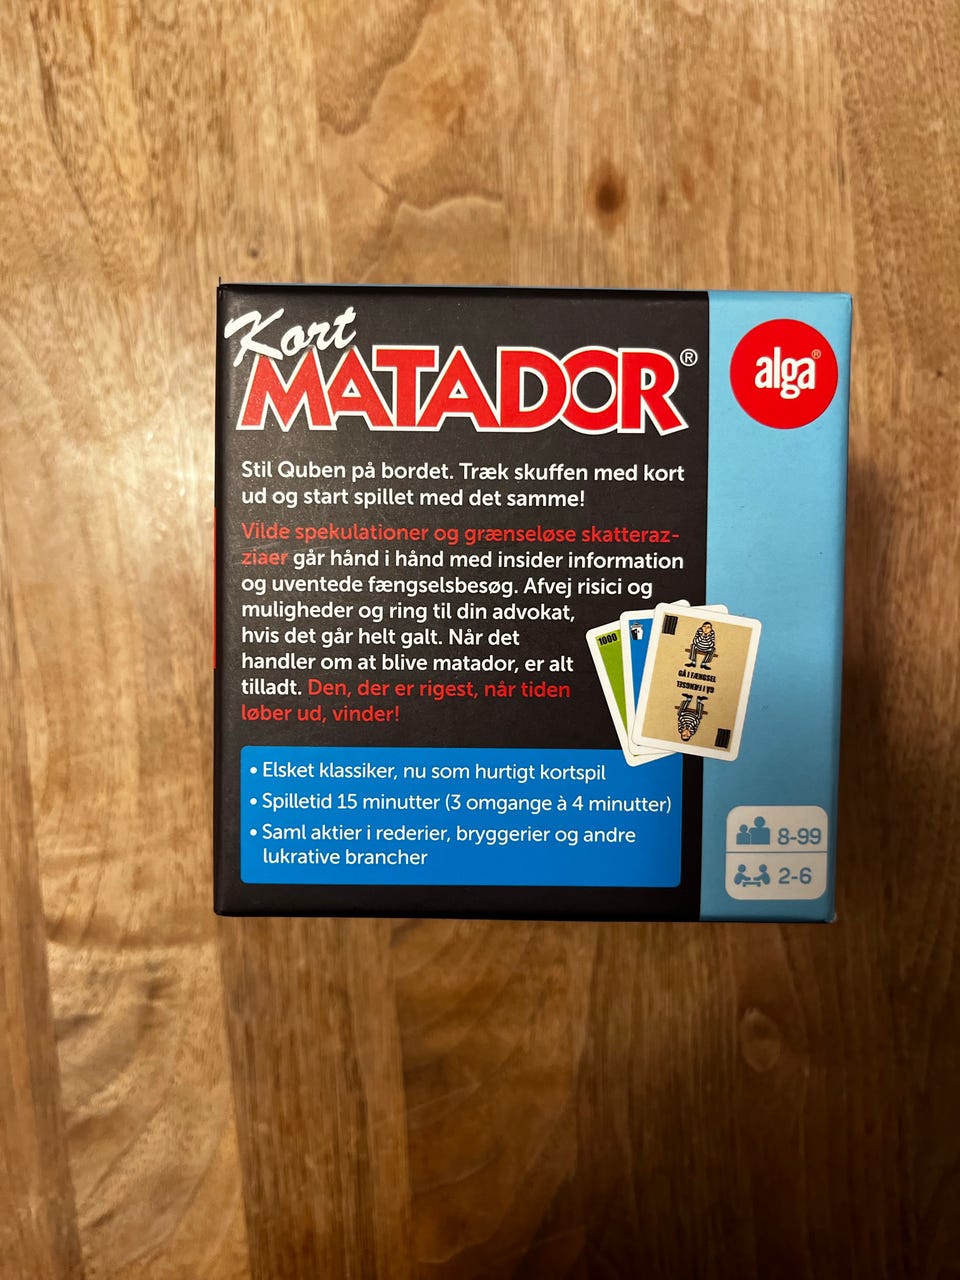 Kort
MATADOR®
alga®
Stil Quben på bordet. Træk skuffen med kort
ud og start spillet med det samme!
Vilde spekulationer og grænseløse skatteraz-
ziaer går hånd i hånd med insider information
og uventede fængselsbesøg. Afvej risici og
muligheder og ring til din advokat,
hvis det går helt galt. Når det
handler om at blive matador, er alt
tilladt. Den, der er rigest, når tiden
løber ud, vinder!
1000
GÅ I FÆNGSEL
GÅ I FÆNGSEL
• Elsket klassiker, nu som hurtigt kortspil
• Spilletid 15 minutter (3 omgange à 4 minutter)
• Saml aktier i rederier, bryggerier og andre
lukrative brancher
8-99
2-6